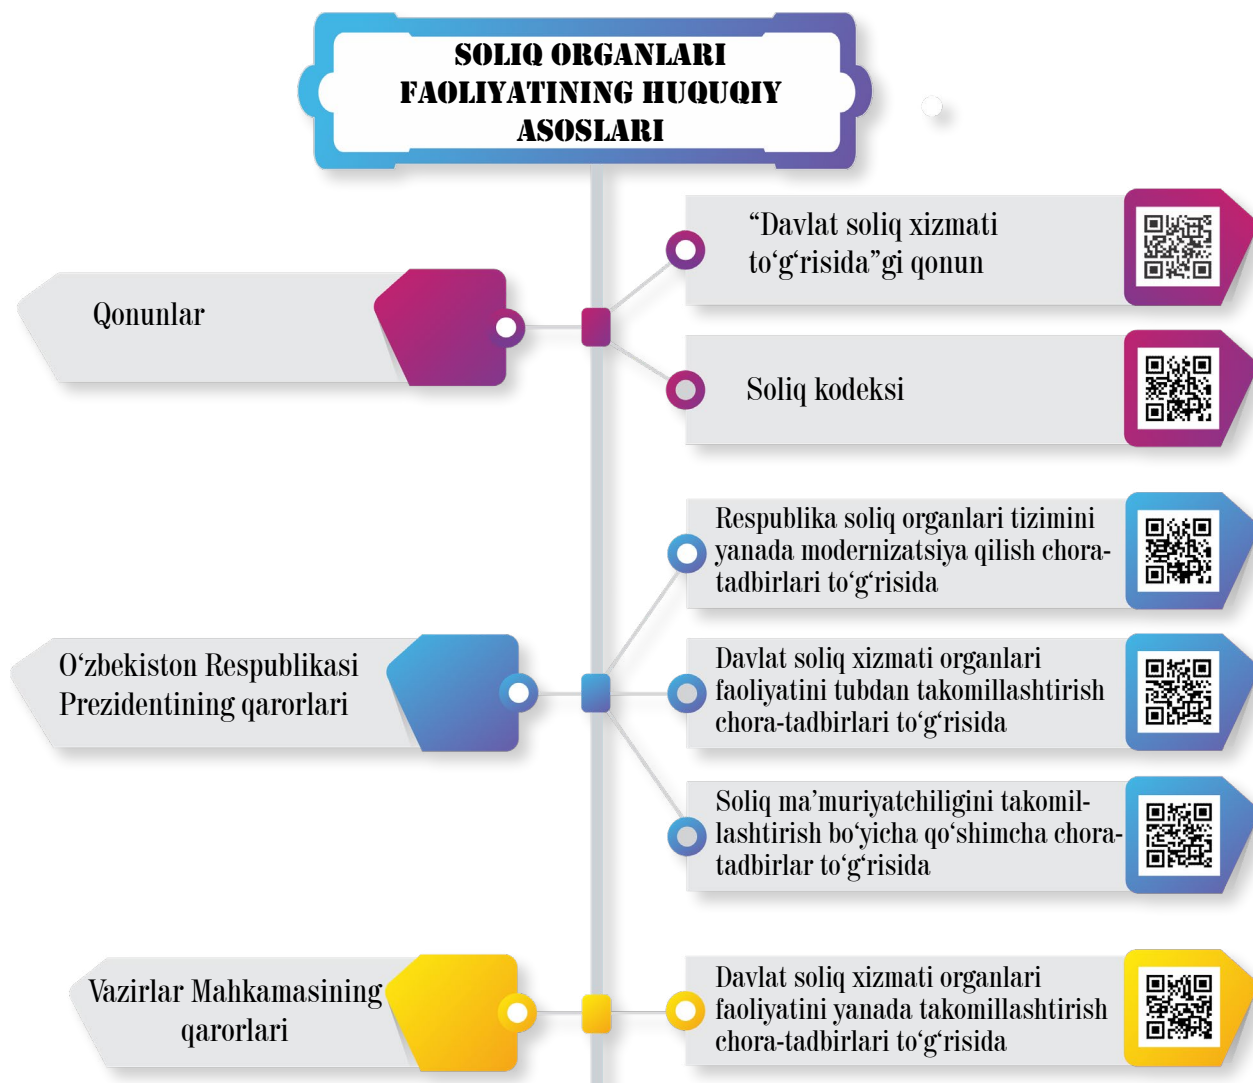 SOLIQ ORGANLARI
FAOLIYATINING HUQUQIY
ASOSLARI
Qonunlar
“Davlat soliq xizmati
to‘g‘risida”gi qonun
Soliq kodeksi
O‘zbekiston Respublikasi
Prezidentining qarorlari
Respublika soliq organlari tizimini
yanada modernizatsiya qilish chora-
tadbirlari to‘g‘risida
Davlat soliq xizmati organlari
faoliyatini tubdan takomillashtirish
chora-tadbirlari to‘g‘risida
Soliq ma’muriyatchiligini takomil-
lashtirish bo‘yicha qo‘shimcha chora-
tadbirlar to‘g‘risida
Vazirlar Mahkamasining
qarorlari
Davlat soliq xizmati organlari
faoliyatini yanada takomillashtirish
chora-tadbirlari to‘g‘risida